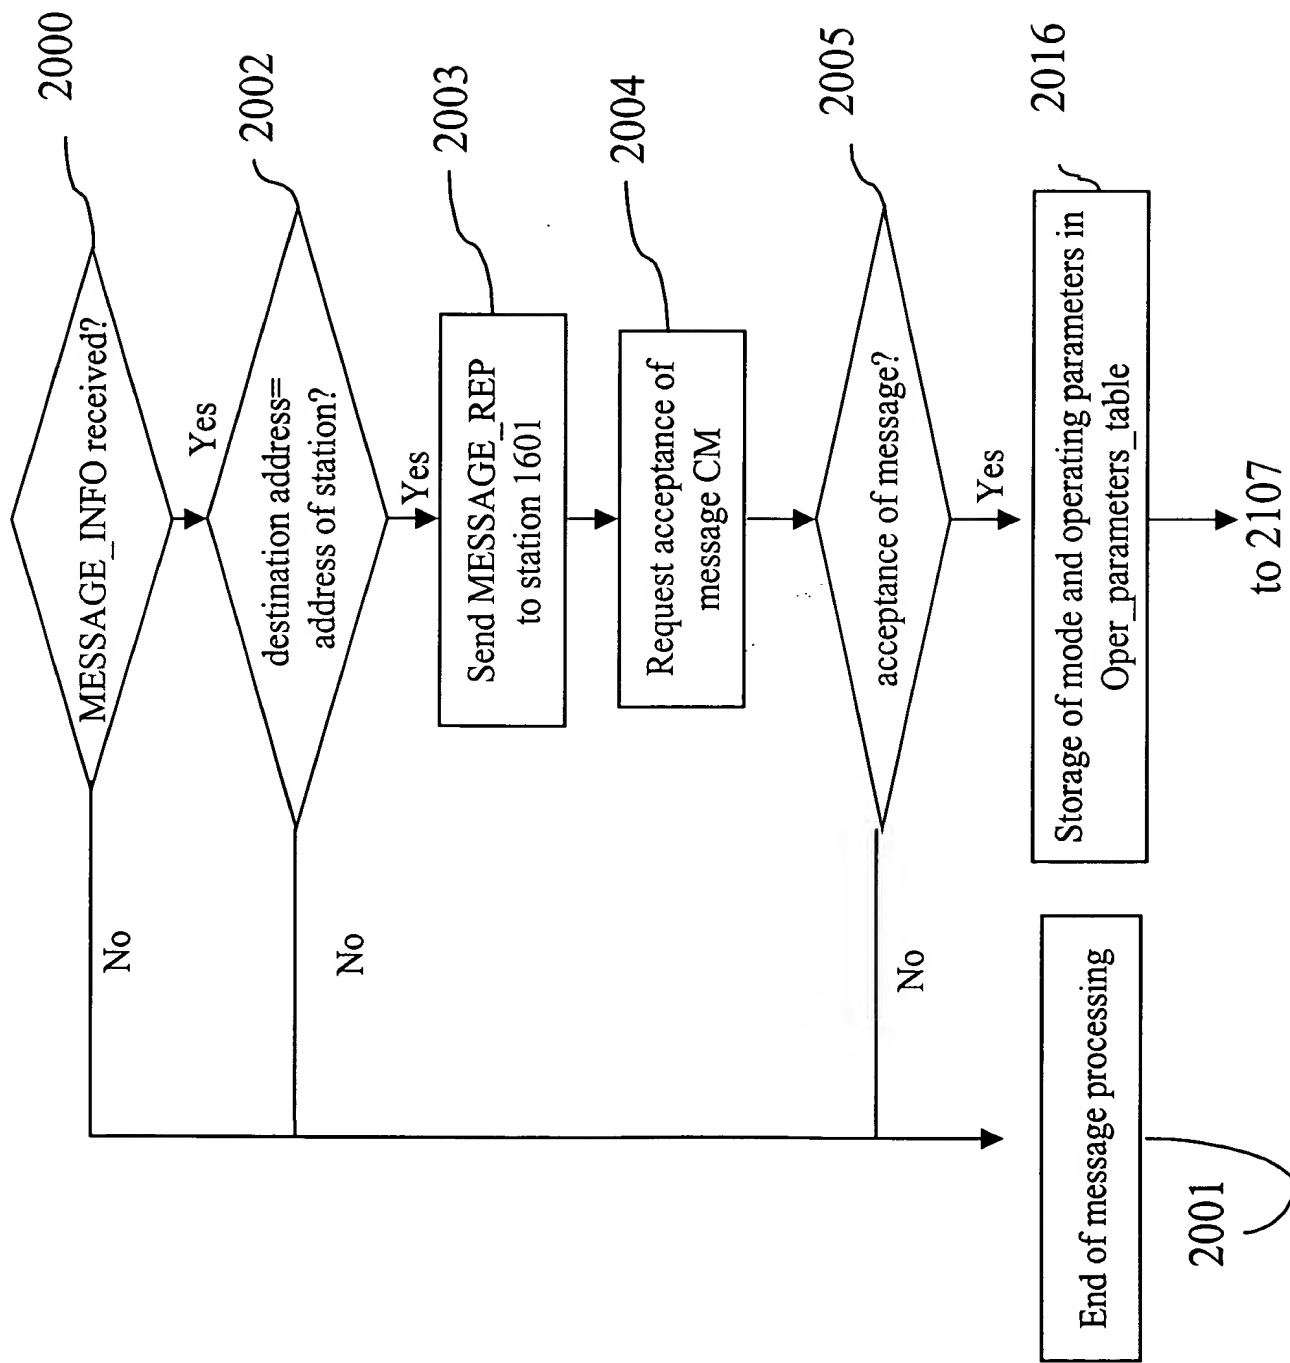 2000
MESSAGE_INFO received?
Yes
No
2002
destination address=
address of station?
Yes
No
2003
Send MESSAGE_REP
to station 1601
2004
Request acceptance of
message CM
2005
acceptance of message?
Yes
No
2016
Storage of mode and operating parameters in
Oper_parameters_table
to 2107
End of message processing
2001